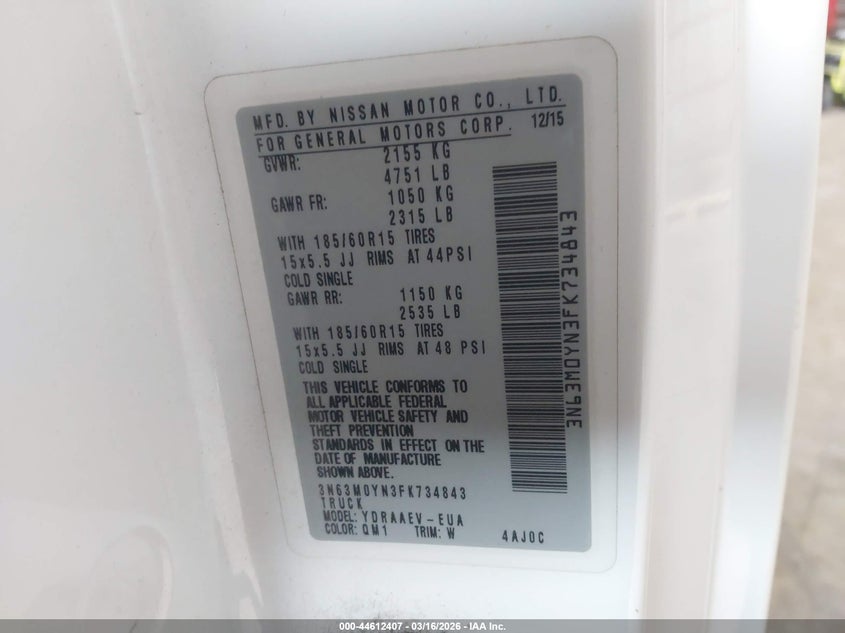 MFD. BY NISSAN MOTOR CO., LTD.
FOR GENERAL MOTORS CORP. 12/15
GVWR: 2155 KG
4751 LB
GAWR FR: 1050 KG
2315 LB
WITH 185/60R15 TIRES
15x5.5 JJ RIMS AT 44PSI
COLD SINGLE
GAWR RR: 1150 KG
2535 LB
WITH 185/60R15 TIRES
15x5.5 JJ RIMS AT 48 PSI
COLD SINGLE
THIS VEHICLE CONFORMS TO
ALL APPLICABLE FEDERAL
MOTOR VEHICLE SAFETY AND
THEFT PREVENTION
STANDARDS IN EFFECT ON THE
DATE OF MANUFACTURE
SHOWN ABOVE.
3N63M0YN3FK734843
TRUCK
MODEL: YDRAAEV-EUA
COLOR: QM1 TRIM: W 4AJ0C
3N63M0YN3FK734843
000-44612407 - 03/16/2026 - IAA Inc.